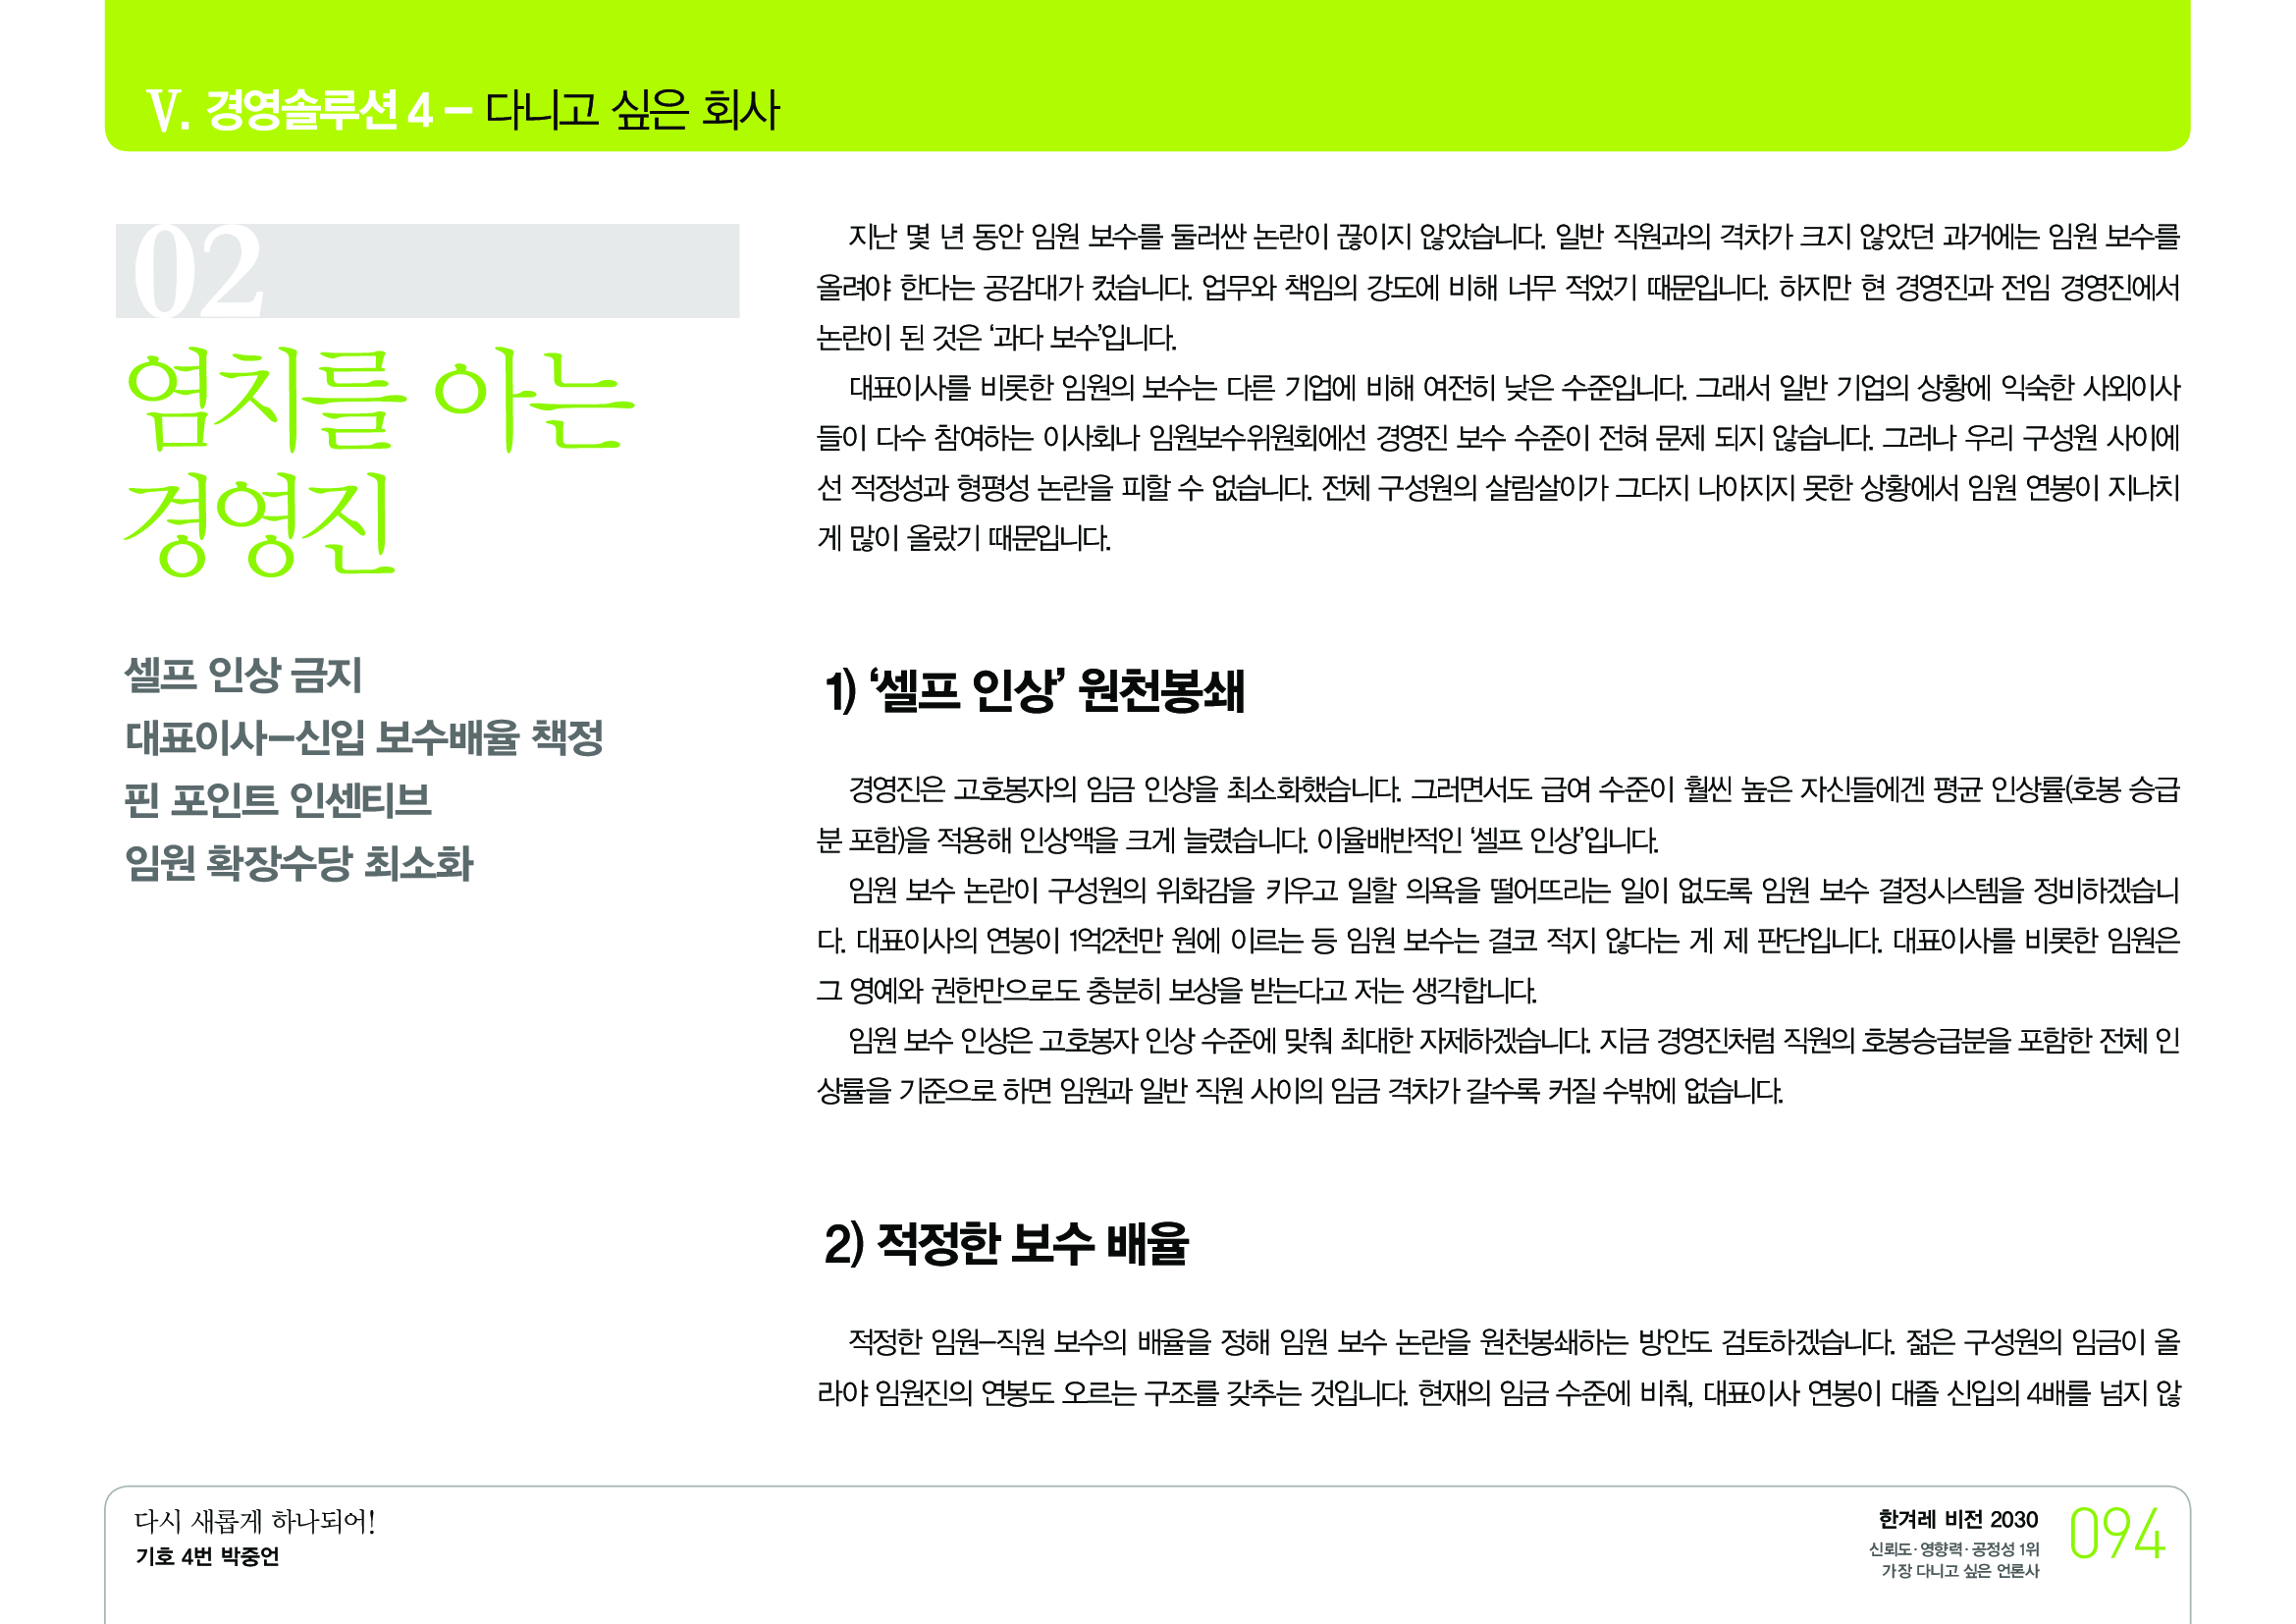 V. 경영솔루션 4 – 다니고 싶은 회사
02
염치를 아는
경영진
셀프 인상 금지
대표이사–신입 보수배율 책정
핀 포인트 인센티브
임원 확장수당 최소화
지난 몇 년 동안 임원 보수를 둘러싼 논란이 끊이지 않았습니다. 일반 직원과의 격차가 크지 않았던 과거에는 임원 보수를
올려야 한다는 공감대가 컸습니다. 업무와 책임의 강도에 비해 너무 적었기 때문입니다. 하지만 현 경영진과 전임 경영진에서
논란이 된 것은 ‘과다 보수’입니다.
대표이사를 비롯한 임원의 보수는 다른 기업에 비해 여전히 낮은 수준입니다. 그래서 일반 기업의 상황에 익숙한 사외이사
들이 다수 참여하는 이사회나 임원보수위원회에선 경영진 보수 수준이 전혀 문제 되지 않습니다. 그러나 우리 구성원 사이에
선 적정성과 형평성 논란을 피할 수 없습니다. 전체 구성원의 살림살이가 그다지 나아지지 못한 상황에서 임원 연봉이 지나치
게 많이 올랐기 때문입니다.
1) ‘셀프 인상’ 원천봉쇄
경영진은 고호봉자의 임금 인상을 최소화했습니다. 그러면서도 급여 수준이 훨씬 높은 자신들에겐 평균 인상률(호봉 승급
분 포함)을 적용해 인상액을 크게 늘렸습니다. 이율배반적인 ‘셀프 인상’입니다.
임원 보수 논란이 구성원의 위화감을 키우고 일할 의욕을 떨어뜨리는 일이 없도록 임원 보수 결정시스템을 정비하겠습니
다. 대표이사의 연봉이 1억2천만 원에 이르는 등 임원 보수는 결코 적지 않다는 게 제 판단입니다. 대표이사를 비롯한 임원은
그 영예와 권한만으로도 충분히 보상을 받는다고 저는 생각합니다.
임원 보수 인상은 고호봉자 인상 수준에 맞춰 최대한 자제하겠습니다. 지금 경영진처럼 직원의 호봉승급분을 포함한 전체 인
상률을 기준으로 하면 임원과 일반 직원 사이의 임금 격차가 갈수록 커질 수밖에 없습니다.
2) 적정한 보수 배율
적정한 임원–직원 보수의 배율을 정해 임원 보수 논란을 원천봉쇄하는 방안도 검토하겠습니다. 젊은 구성원의 임금이 올
라야 임원진의 연봉도 오르는 구조를 갖추는 것입니다. 현재의 임금 수준에 비춰, 대표이사 연봉이 대졸 신입의 4배를 넘지 않
다시 새롭게 하나되어!
기호 4번 박중언
한겨레 비전 2030
신뢰도·영향력·공정성 1위
가장 다니고 싶은 언론사
094